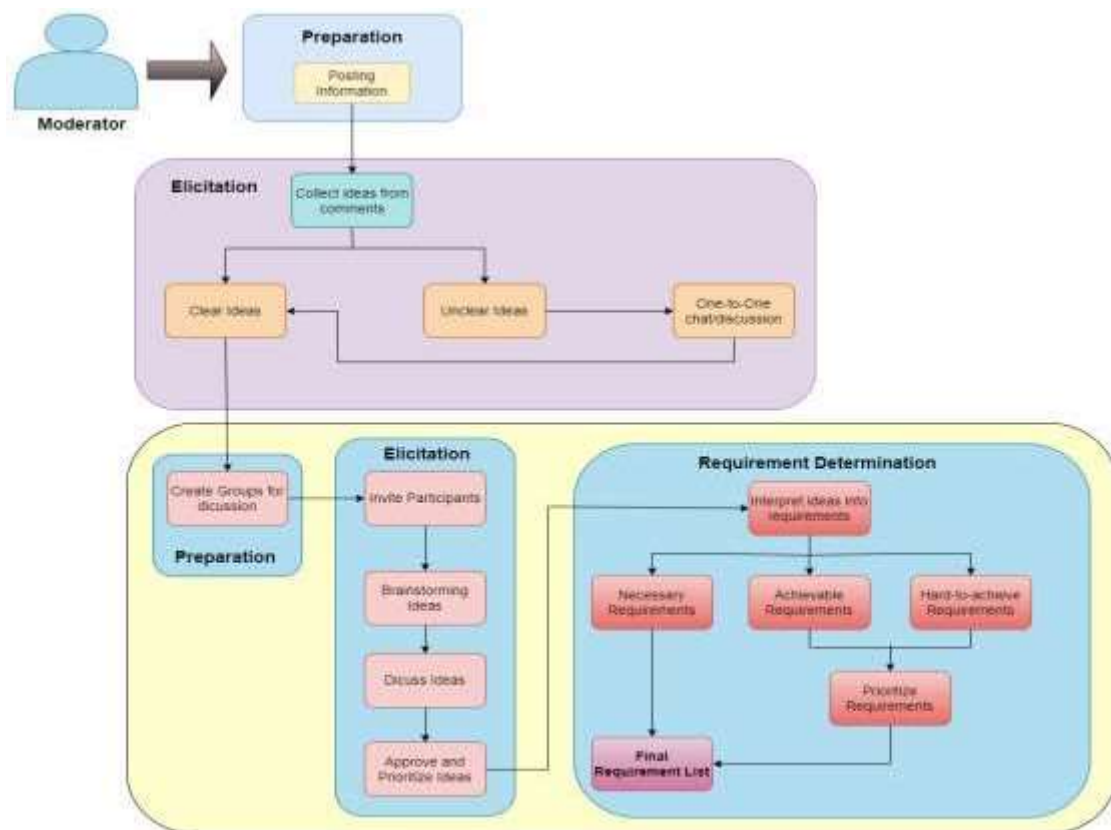 Preparation
Posting
Information
Moderator
Elicitation
Collect ideas from
comments
Clear Ideas
Unclear Ideas
One-to-One
chat/discussion
Elicitation
Requirement Determination
Create Groups for
dicussion
Preparation
Invite Participants
Interpret ideas into
requirements
Brainstorming
Ideas
Necessary
Requirements
Achievable
Requirements
Hard-to-achieve
Requirements
Dicuss Ideas
Prioritize
Requirements
Approve and
Prioritize Ideas
Final
Requirement List